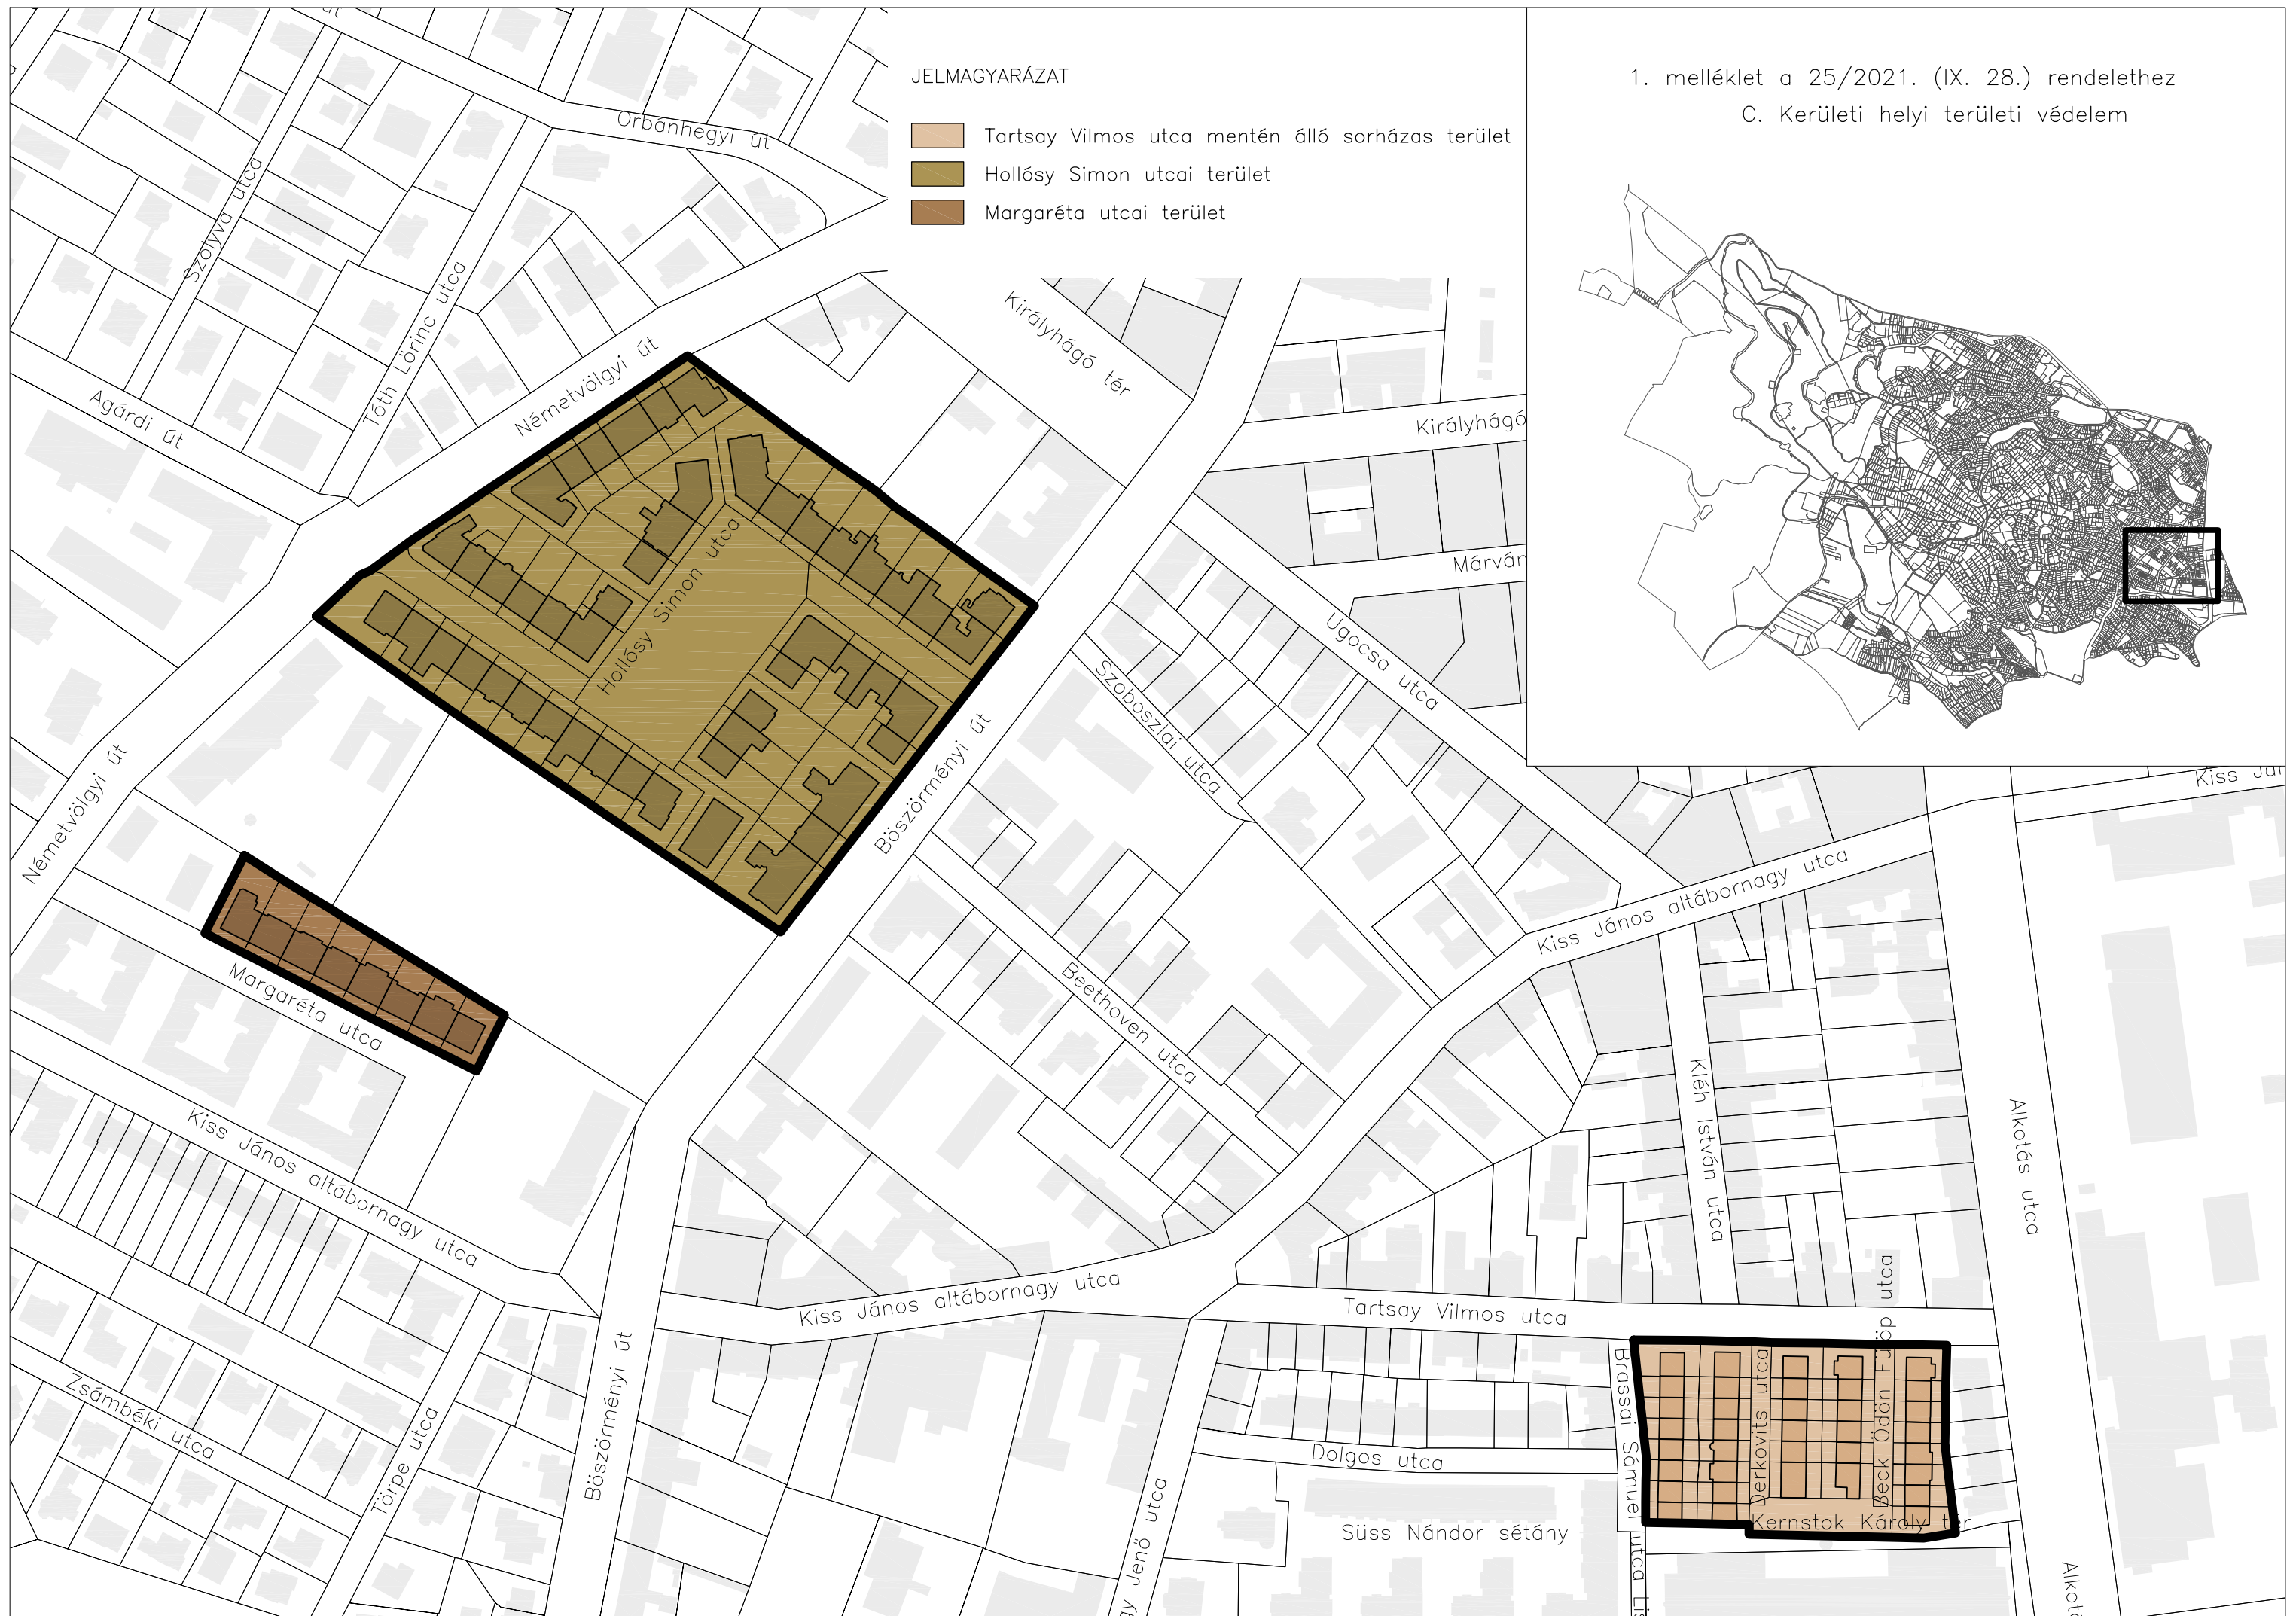 1. melléklet a 25/2021. (IX. 28.) rendelethez
C. Kerületi helyi területi védelem
JELMAGYARÁZAT
Tartsay Vilmos utca mentén álló sorházas terület
Hollósy Simon utcai terület
Margaréta utcai terület
út
Orbánhegyi út
Szolyva utca
Tóth Lőrinc utca
Agárdi út
Németvölgyi út
Királyhágó tér
Királyhágó
Márván
Hollósy Simon utca
Ugocsa utca
Szoboszlai utca
Böszörményi út
Németvölgyi út
Kiss Ján
Kiss János altábornagy utca
Margaréta utca
Beethoven utca
Kléh István utca
Alkotás utca
Kiss János altábornagy utca
Kiss János altábornagy utca
Tartsay Vilmos utca
Beck Ödön Fülöp utca
Derkovits utca
Brassai Sámuel utca
Zsámbéki utca
Törpe utca
Böszörményi út
Dolgos utca
Kernstok Károly tér
Süss Nándor sétány
gy Jenő utca
Lis
Alkotá